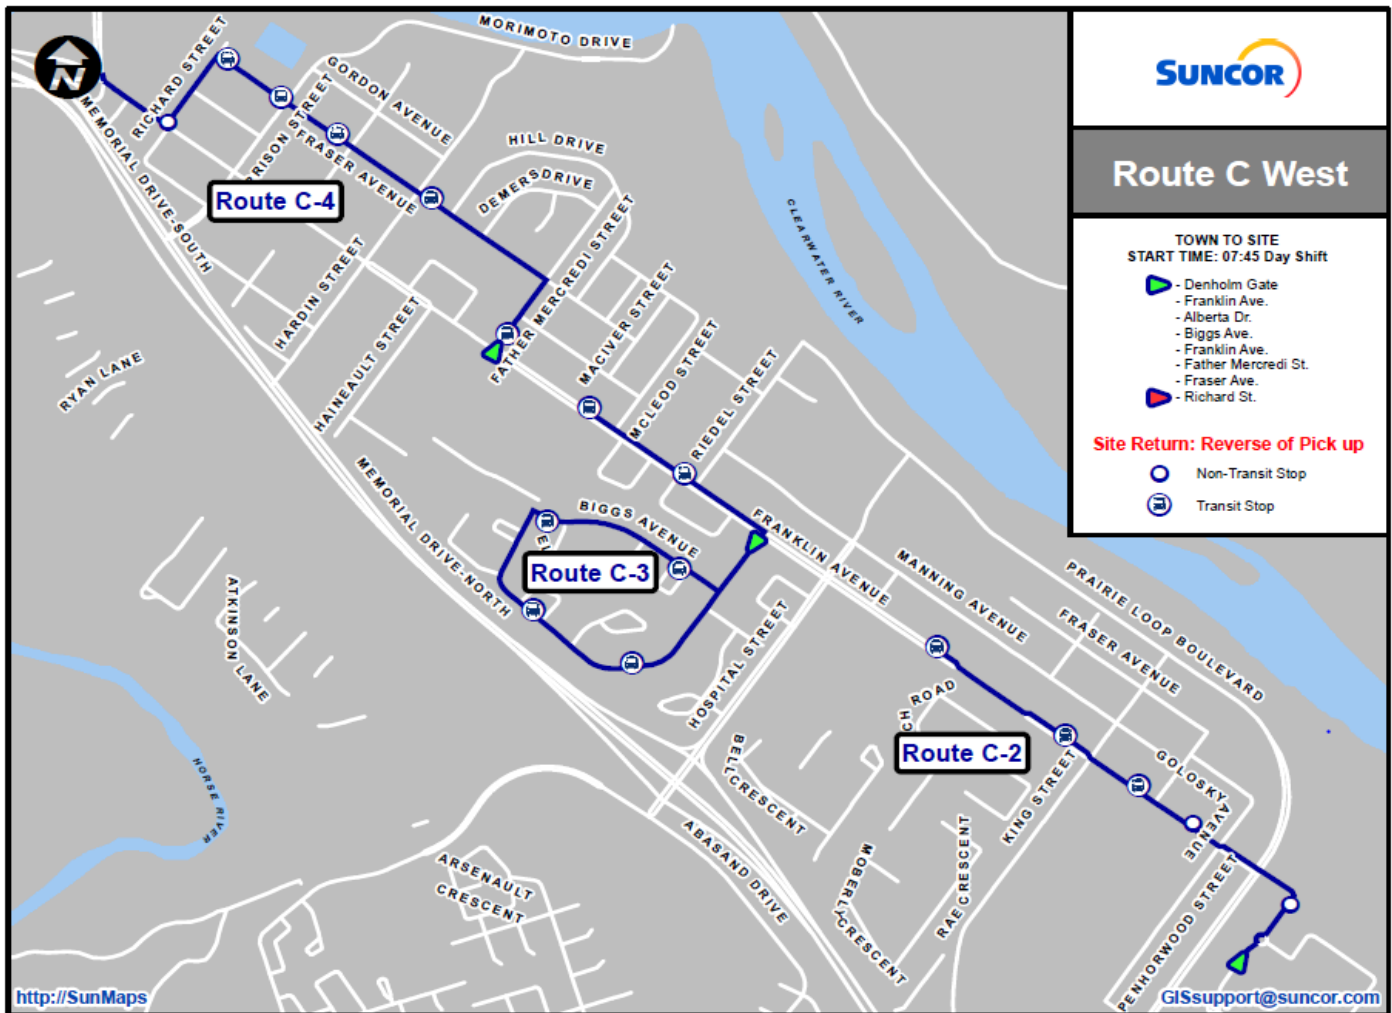 SUNCOR
Route C West
TOWN TO SITE
START TIME: 07:45 Day Shift
- Denholm Gate
- Franklin Ave.
- Alberta Dr.
- Biggs Ave.
- Franklin Ave.
- Father Mercredi St.
- Fraser Ave.
- Richard St.
Site Return: Reverse of Pick up
Non-Transit Stop
Transit Stop
N
MORIMOTO DRIVE
RICHARD STREET
GORDON AVENUE
MEMORIAL DRIVE-SOUTH
RRISON STREET
FRASER AVENUE
HILL DRIVE
DEMERS DRIVE
Route C-4
CLEARWATER RIVER
HARDIN STREET
FATHER MERCREDI STREET
MACIVER STREET
HAINEAULT STREET
MCLEOD STREET
RIEDEL STREET
RYAN LANE
MEMORIAL DRIVE-NORTH
BIGGS AVENUE
FRANKLIN AVENUE
EL
Route C-3
MANNING AVENUE
PRAIRIE LOOP BOULEVARD
FRASER AVENUE
ATKINSON LANE
HOSPITAL STREET
CH ROAD
Route C-2
BELL CRESCENT
KING STREET
GOLOSKY AVENUE
HORSE RIVER
ABASAND DRIVE
MOBERLY CRESCENT
RAE CRESCENT
PENHORWOOD STREET
ARSENAULT
CRESCENT
http://SunMaps
GISsupport@suncor.com